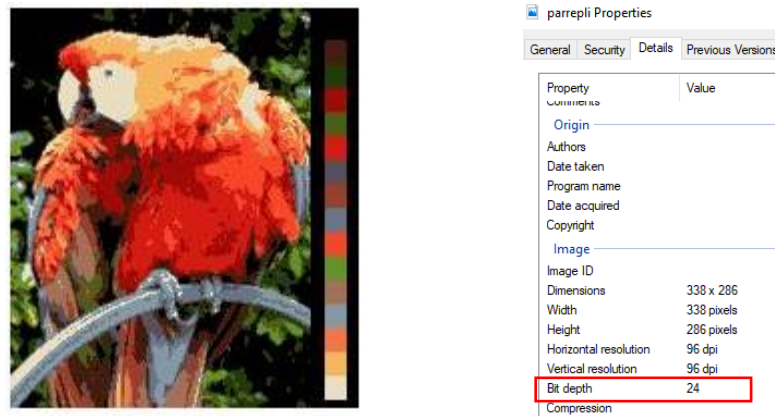 parrepli Properties
General Security Details Previous Versions
Property Value
Comments
Origin
Authors
Date taken
Program name
Date acquired
Copyright
Image
Image ID
Dimensions 338 x 286
Width 338 pixels
Height 286 pixels
Horizontal resolution 96 dpi
Vertical resolution 96 dpi
Bit depth 24
Compression